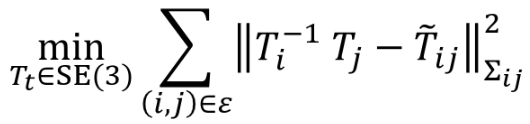 min_{T_t∈SE(3)} ∑_{(i,j)∈ε} ‖T_i^{-1} T_j − T̃_{ij}‖²_{Σ_{ij}}